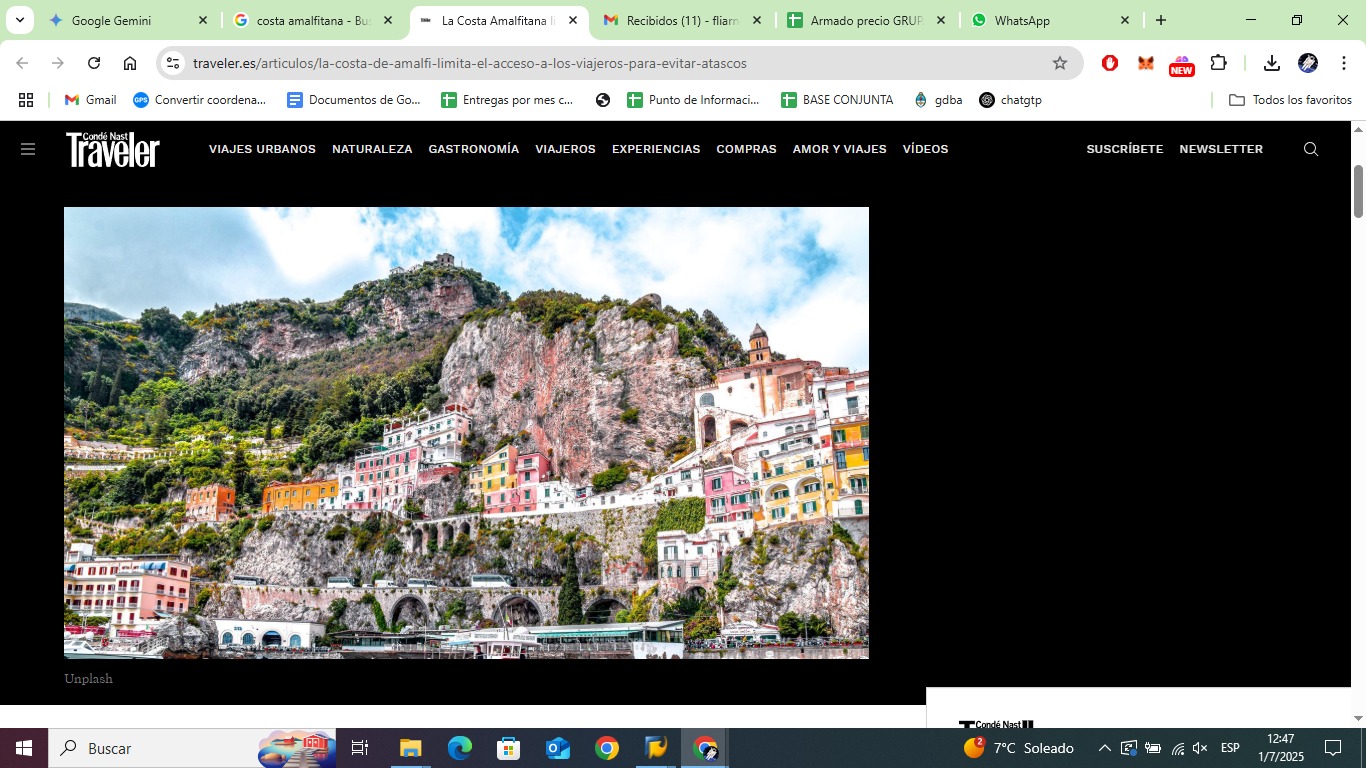 Google Gemini
costa amalfitana - Bus
La Costa Amalfitana li
Recibidos (11) - fliarn
Armado precio GRUP
WhatsApp
traveler.es/articulos/la-costa-de-amalfi-limita-el-acceso-a-los-viajeros-para-evitar-atascos
NEW
Gmail
GPS
Convertir coordena...
Documentos de Go...
Entregas por mes c...
Punto de Informaci...
BASE CONJUNTA
gdba
chatgtp
Todos los favoritos
Condé Nast
Traveler
VIAJES URBANOS
NATURALEZA
GASTRONOMÍA
VIAJEROS
EXPERIENCIAS
COMPRAS
AMOR Y VIAJES
VÍDEOS
SUSCRÍBETE
NEWSLETTER
Unplash
Condé Nast
Buscar
2
7°C Soleado
ESP
12:47
1/7/2025